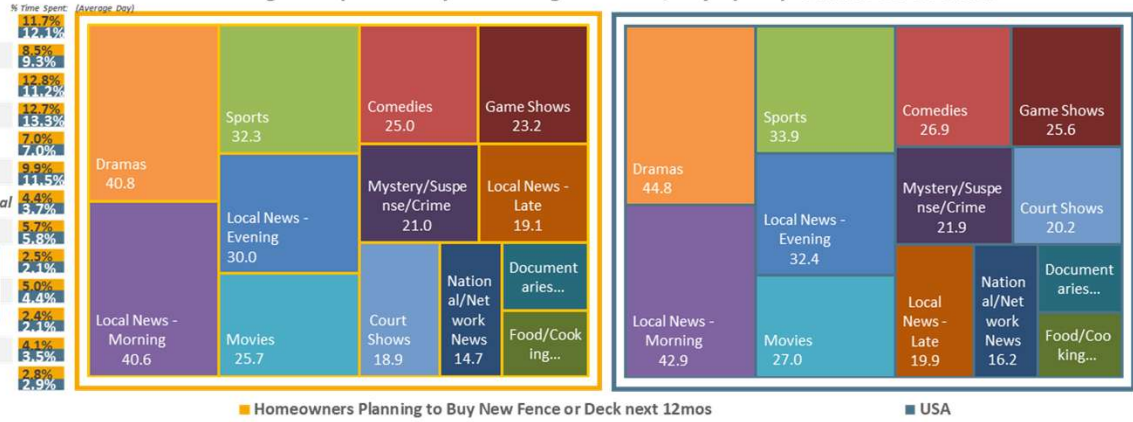 % Time Spent: (Average Day)
11.7%
12.1%
8.5%
9.3%
12.8%
11.2%
12.7%
13.3%
7.0%
7.0%
9.9%
11.5%
al
4.4%
3.7%
5.7%
5.8%
2.5%
2.1%
5.0%
4.4%
2.4%
2.1%
4.1%
3.5%
2.8%
2.9%
Dramas
40.8
Local News -
Morning
40.6
Sports
32.3
Local News -
Evening
30.0
Movies
25.7
Comedies
25.0
Game Shows
23.2
Mystery/Suspe
nse/Crime
21.0
Local News -
Late
19.1
Court
Shows
18.9
Nation
al/Net
work
News
14.7
Document
aries...
Food/Cook
ing...
Dramas
44.8
Local News -
Morning
42.9
Sports
33.9
Local News -
Evening
32.4
Movies
27.0
Comedies
26.9
Game Shows
25.6
Mystery/Suspe
nse/Crime
21.9
Court Shows
20.2
Local
News -
Late
19.9
Nation
al/Net
work
News
16.2
Document
aries...
Food/Coo
king...
Homeowners Planning to Buy New Fence or Deck next 12mos
USA